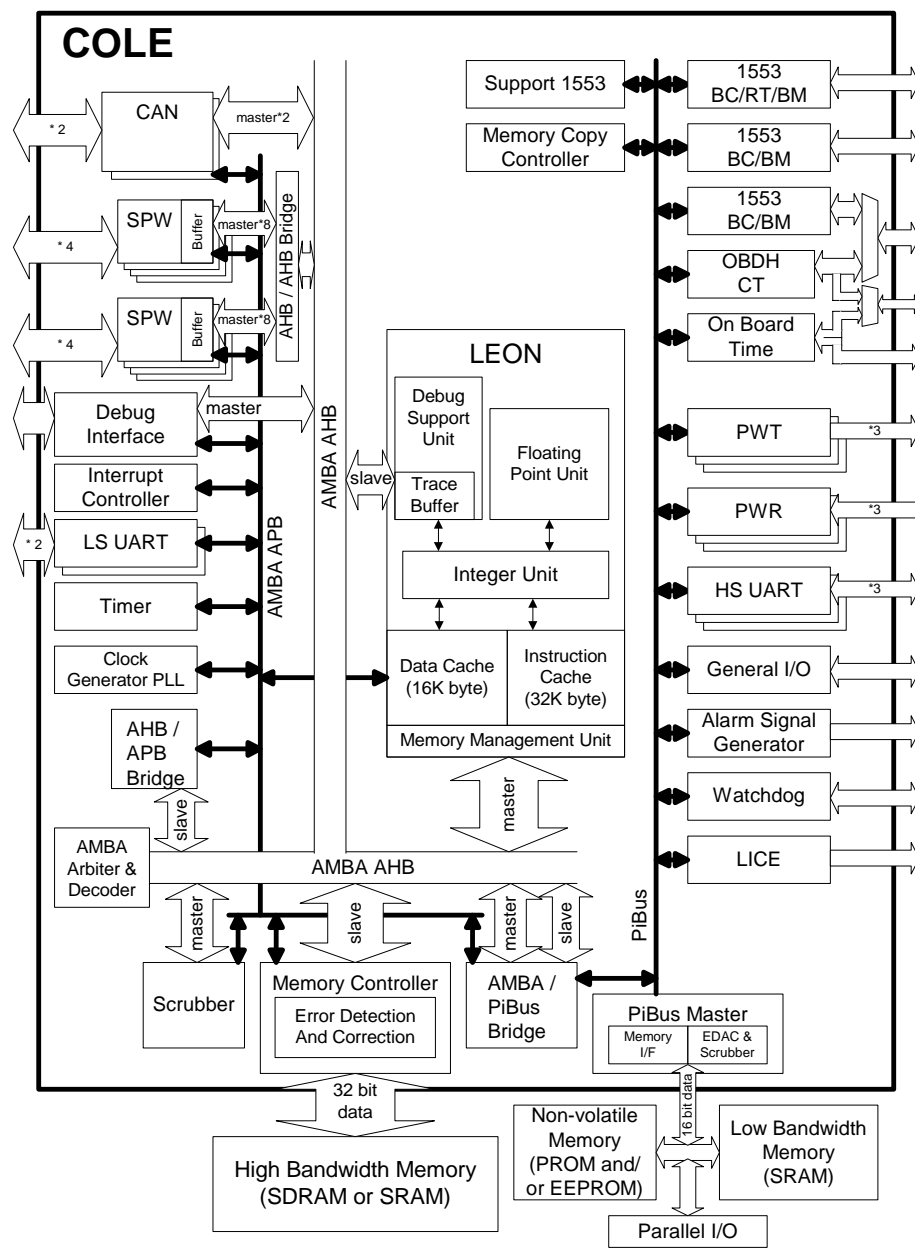 COLE
CAN
* 2
master*2
SPW
Buffer
* 4
master*8
AHB / AHB Bridge
SPW
Buffer
* 4
master*8
Debug
Interface
master
Interrupt
Controller
LS UART
* 2
Timer
Clock
Generator PLL
AHB /
APB
Bridge
slave
AMBA
Arbiter &
Decoder
AMBA APB
AMBA AHB
AMBA AHB
LEON
Debug
Support
Unit
Trace
Buffer
slave
Floating
Point Unit
Integer Unit
Data Cache
(16K byte)
Instruction
Cache
(32K byte)
Memory Management Unit
master
master
slave
master
slave
Scrubber
Memory Controller
Error Detection
And Correction
AMBA /
PiBus
Bridge
32 bit
data
High Bandwidth Memory
(SDRAM or SRAM)
Support 1553
Memory Copy
Controller
PiBus
1553
BC/RT/BM
1553
BC/BM
1553
BC/BM
OBDH
CT
On Board
Time
PWT
*3
PWR
*3
HS UART
*3
General I/O
Alarm Signal
Generator
Watchdog
LICE
PiBus Master
Memory
I/F
EDAC &
Scrubber
16 bit data
Non-volatile
Memory
(PROM and/
or EEPROM)
Low Bandwidth
Memory
(SRAM)
Parallel I/O